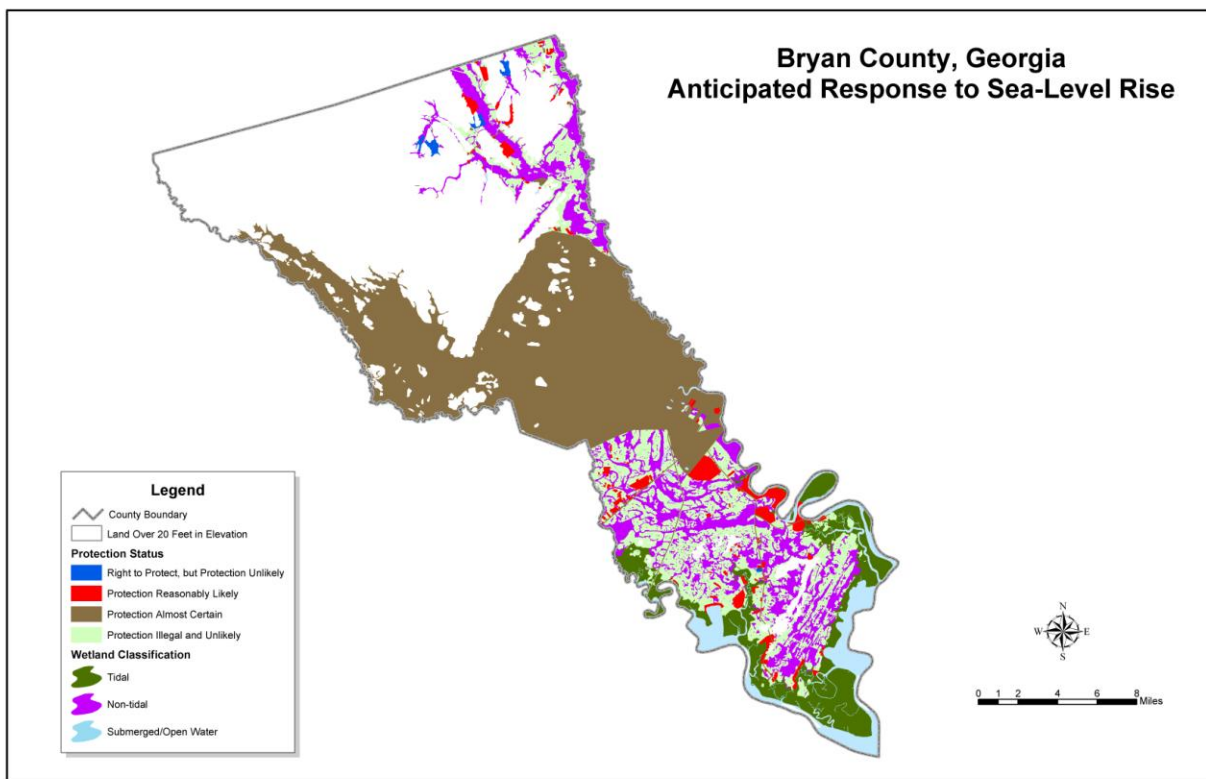 Bryan County, Georgia
Anticipated Response to Sea-Level Rise
Legend
County Boundary
Land Over 20 Feet in Elevation
Protection Status
Right to Protect, but Protection Unlikely
Protection Reasonably Likely
Protection Almost Certain
Protection Illegal and Unlikely
Wetland Classification
Tidal
Non-tidal
Submerged/Open Water
N
W E
S
0 1 2 4 6 8
Miles